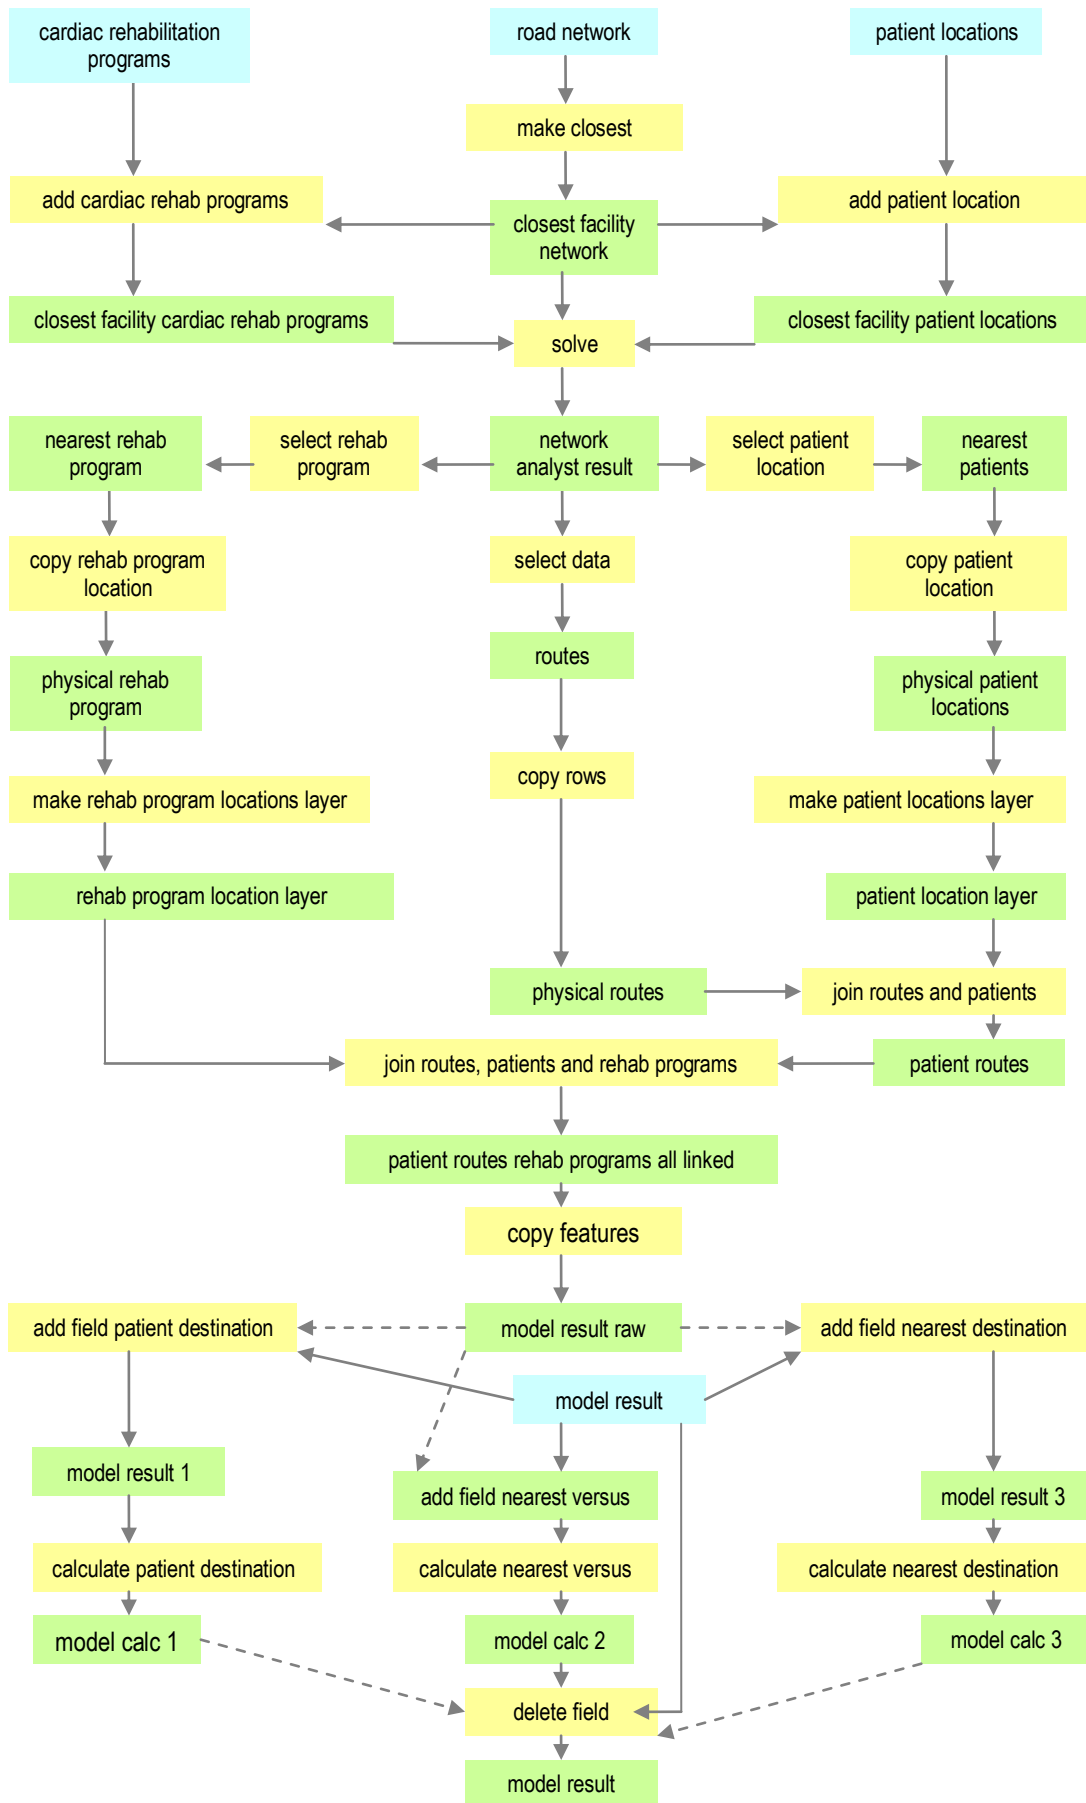 cardiac rehabilitation
programs
road network
patient locations
make closest
add cardiac rehab programs
add patient location
closest facility
network
closest facility cardiac rehab programs
closest facility patient locations
solve
nearest rehab
program
select rehab
program
network
analyst result
select patient
location
nearest
patients
copy rehab program
location
select data
copy patient
location
routes
physical rehab
program
physical patient
locations
copy rows
make rehab program locations layer
make patient locations layer
rehab program location layer
patient location layer
physical routes
join routes and patients
join routes, patients and rehab programs
patient routes
patient routes rehab programs all linked
copy features
add field patient destination
model result raw
add field nearest destination
model result
model result 1
add field nearest versus
model result 3
calculate patient destination
calculate nearest versus
calculate nearest destination
model calc 1
model calc 2
model calc 3
delete field
model result